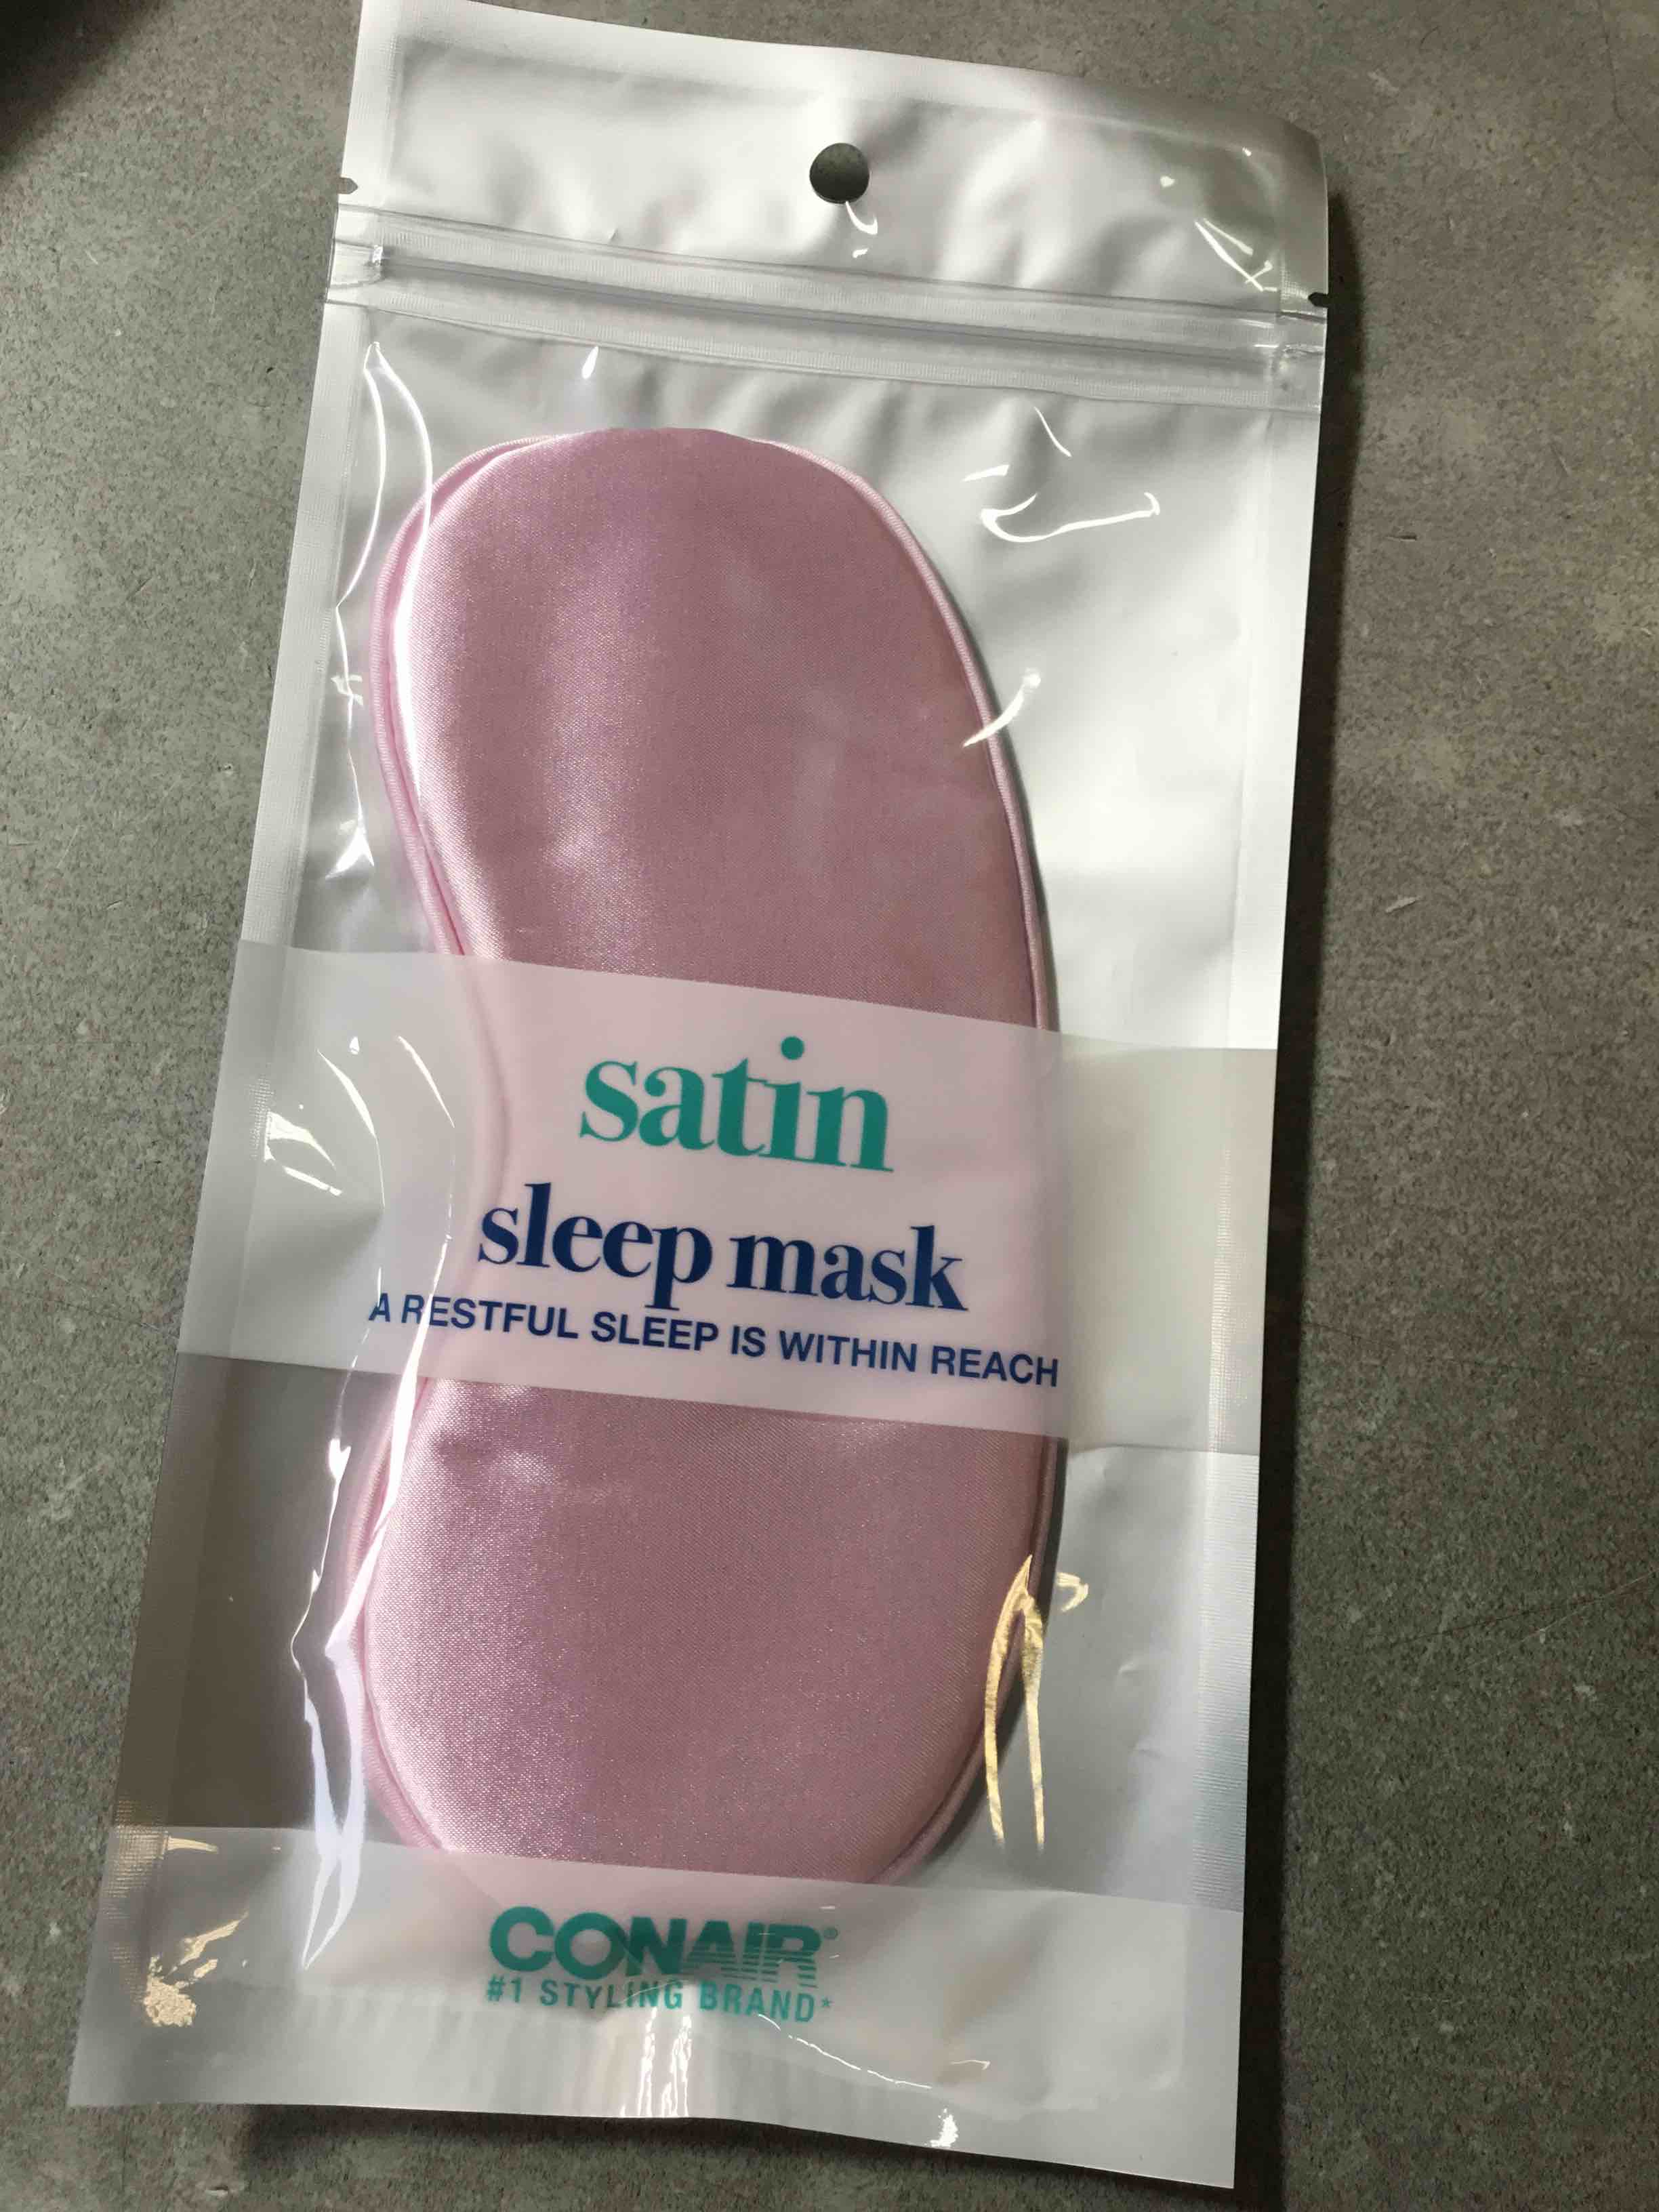 satin
sleep mask
A RESTFUL SLEEP IS WITHIN REACH
CONAIR®
#1 STYLING BRAND*